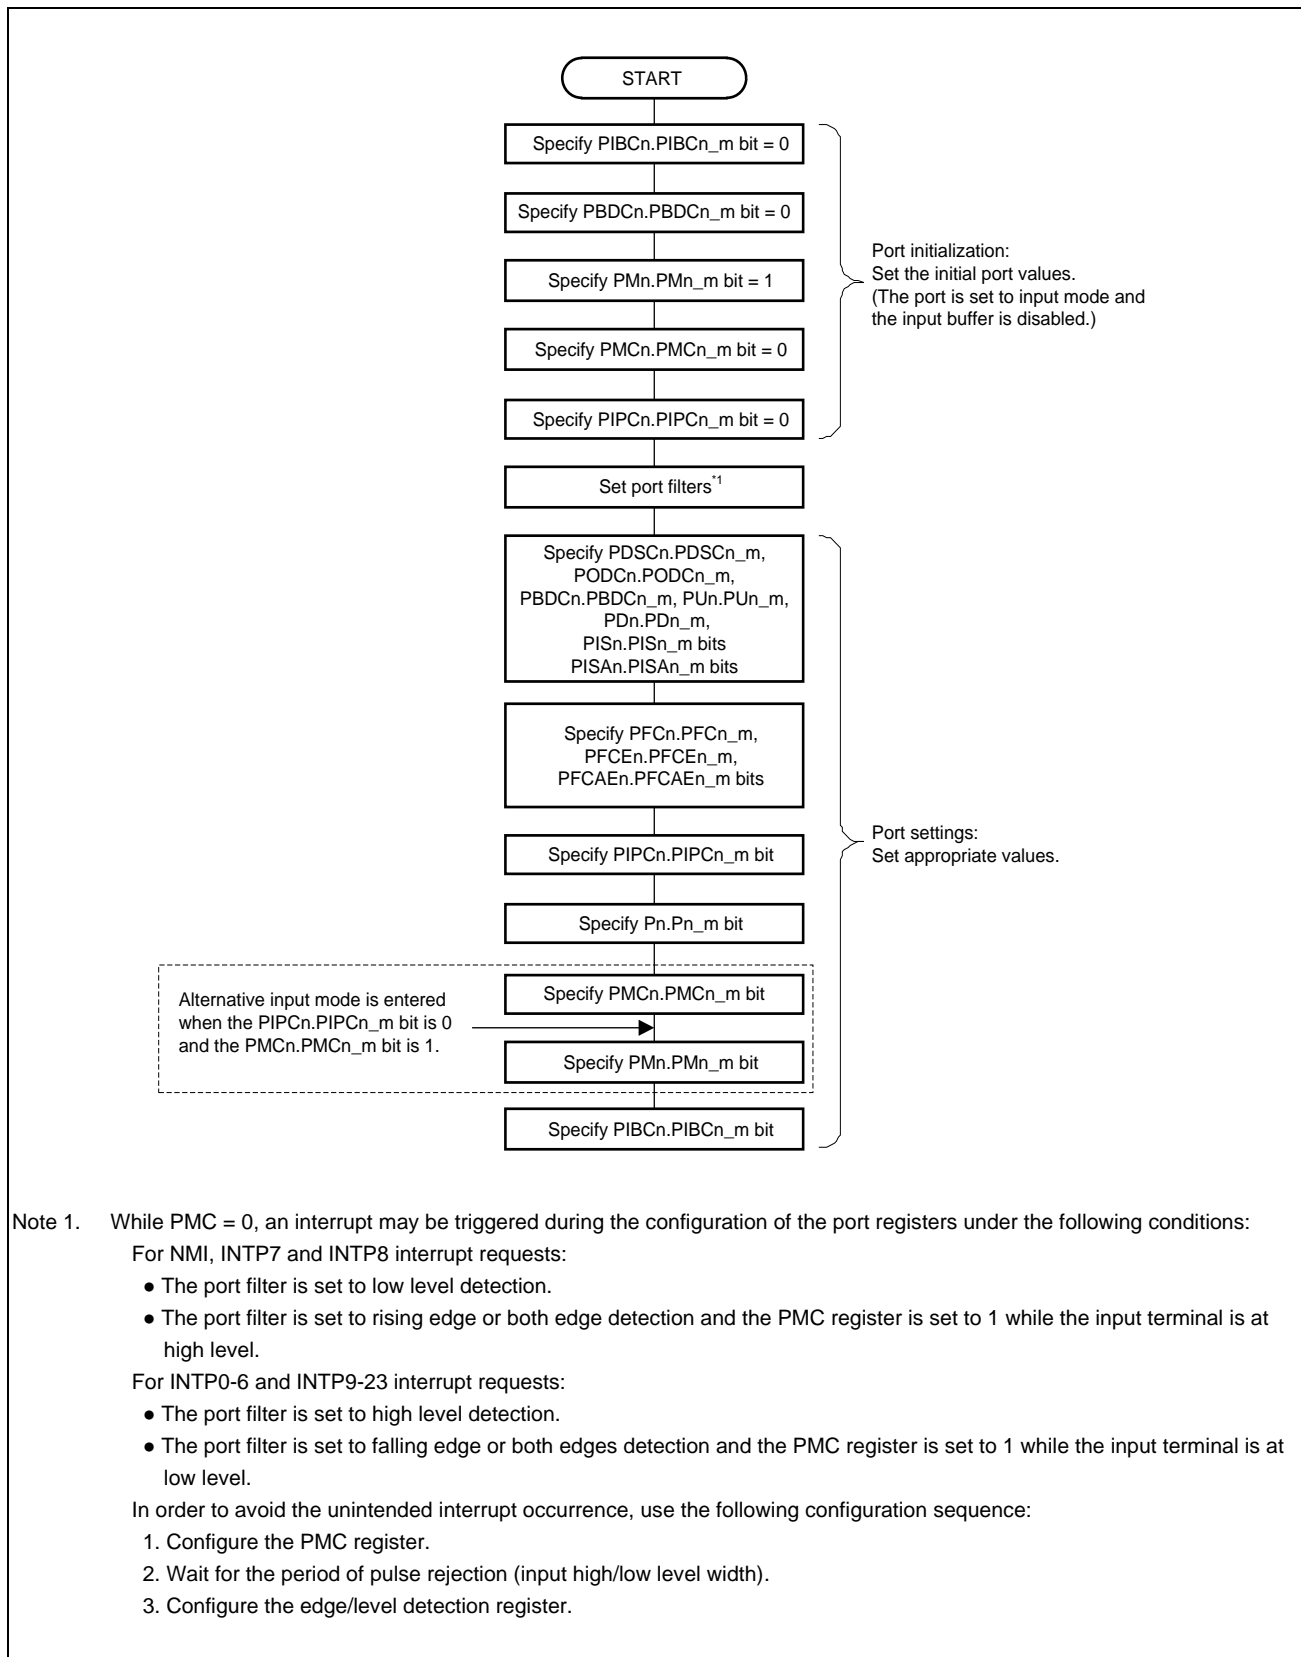 START
Specify PIBCn.PIBCn_m bit = 0
Specify PBDCn.PBDCn_m bit = 0
Specify PMn.PMn_m bit = 1
Specify PMCn.PMCn_m bit = 0
Specify PIPCn.PIPCn_m bit = 0
Port initialization:
Set the initial port values.
(The port is set to input mode and
the input buffer is disabled.)
Set port filters*1
Specify PDSCn.PDSCn_m,
PODCn.PODCn_m,
PBDCn.PBDCn_m, PUn.PUn_m,
PDn.PDn_m,
PISn.PISn_m bits
PISAn.PISAn_m bits
Specify PFCn.PFCn_m,
PFCEn.PFCEn_m,
PFCAEn.PFCAEn_m bits
Specify PIPCn.PIPCn_m bit
Port settings:
Set appropriate values.
Specify Pn.Pn_m bit
Specify PMCn.PMCn_m bit
Alternative input mode is entered
when the PIPCn.PIPCn_m bit is 0
and the PMCn.PMCn_m bit is 1.
Specify PMn.PMn_m bit
Specify PIBCn.PIBCn_m bit
Note 1. While PMC = 0, an interrupt may be triggered during the configuration of the port registers under the following conditions:
For NMI, INTP7 and INTP8 interrupt requests:
● The port filter is set to low level detection.
● The port filter is set to rising edge or both edge detection and the PMC register is set to 1 while the input terminal is at
high level.
For INTP0-6 and INTP9-23 interrupt requests:
● The port filter is set to high level detection.
● The port filter is set to falling edge or both edges detection and the PMC register is set to 1 while the input terminal is at
low level.
In order to avoid the unintended interrupt occurrence, use the following configuration sequence:
1. Configure the PMC register.
2. Wait for the period of pulse rejection (input high/low level width).
3. Configure the edge/level detection register.